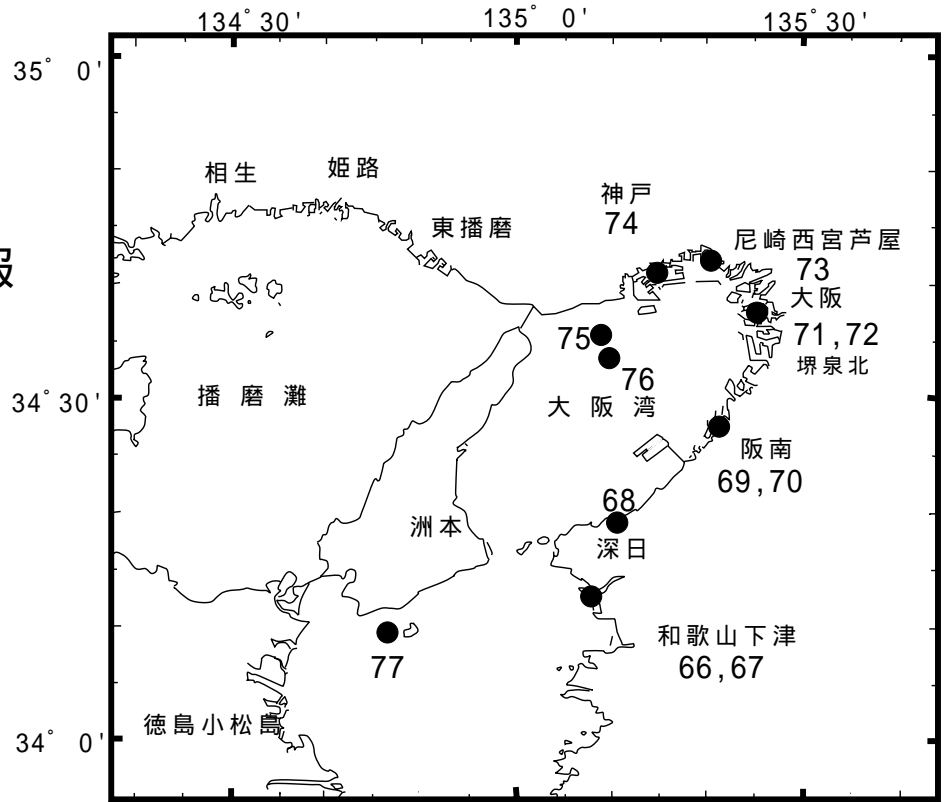 134° 30'
135° 0'
135° 30'
35° 0'
相生
姫路
神戸
74
東播磨
尼崎西宮芦屋
73
報
大阪
71,72
75
堺泉北
76
34° 30'
播磨灘
大阪湾
阪南
69,70
68
洲本
深日
和歌山下津
66,67
77
徳島小松島
34° 0'